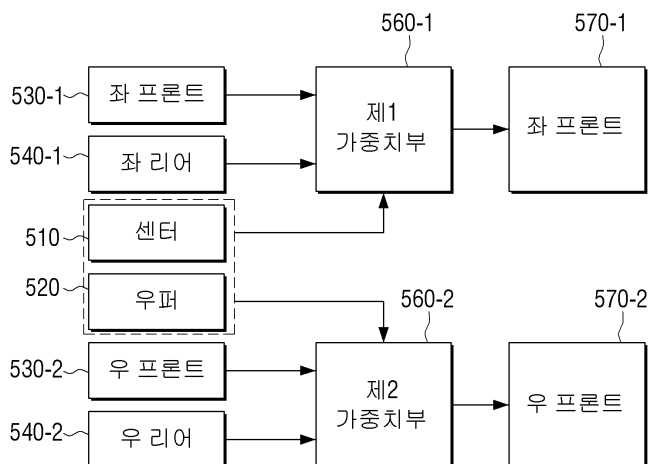 560-1
570-1
530-1
좌 프론트
제1
가중치부
좌 프론트
540-1
좌 리어
510
센터
520
우퍼
560-2
570-2
530-2
우 프론트
제2
가중치부
우 프론트
540-2
우 리어